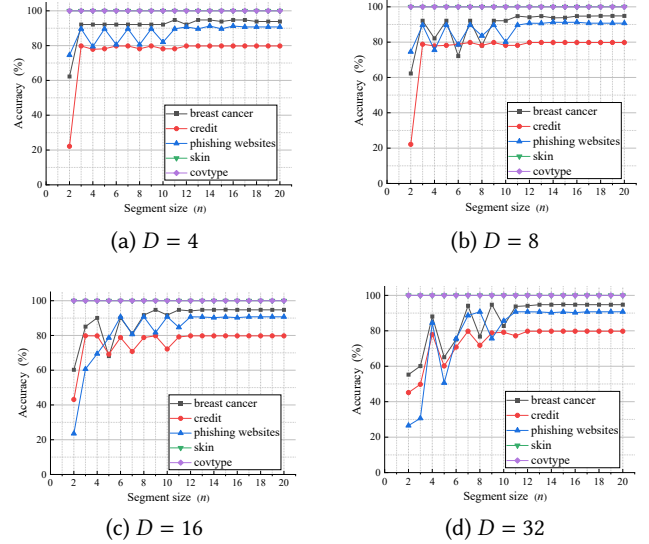 100
80
60
40
20
0
Accuracy (%)
breast cancer
credit
phishing websites
skin
covtype
0 2 4 6 8 10 12 14 16 18 20
Segment size (n)
(a) D = 4
100
80
60
40
20
0
Accuracy (%)
breast cancer
credit
phishing websites
skin
covtype
0 2 4 6 8 10 12 14 16 18 20
Segment size (n)
(b) D = 8
100
80
60
40
20
0
Accuracy (%)
breast cancer
credit
phishing websites
skin
covtype
0 2 4 6 8 10 12 14 16 18 20
Segment size (n)
(c) D = 16
100
80
60
40
20
0
Accuracy (%)
breast cancer
credit
phishing websites
skin
covtype
0 2 4 6 8 10 12 14 16 18 20
Segment size (n)
(d) D = 32